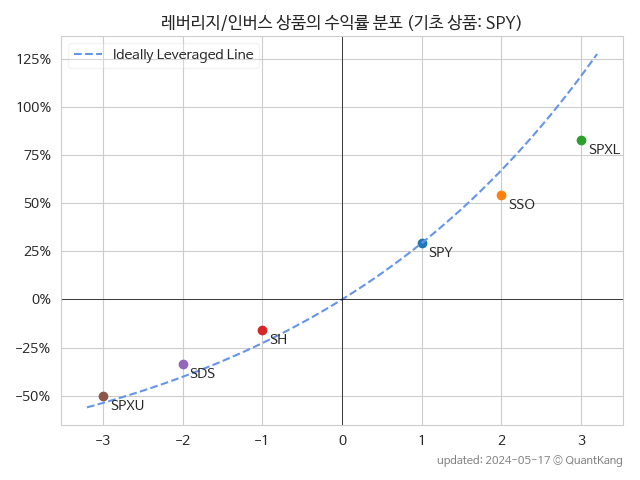 레버리지/인버스 상품의 수익률 분포 (기초 상품: SPY)
Ideally Leveraged Line
125%
100%
75%
50%
25%
0%
−25%
−50%
SPXL
SSO
SPY
SH
SDS
SPXU
−3 −2 −1 0 1 2 3
updated: 2024-05-17 © QuantKang